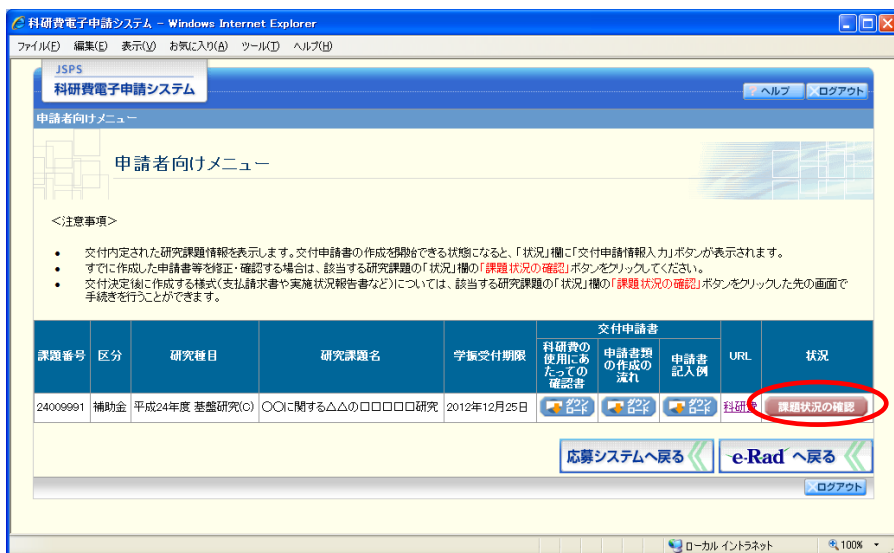 科研費電子申請システム - Windows Internet Explorer
ファイル(F) 編集(E) 表示(V) お気に入り(A) ツール(T) ヘルプ(H)
JSPS
科研費電子申請システム
? ヘルプ
ログアウト
申請者向けメニュー
申請者向けメニュー
<注意事項>
• 交付内定された研究課題情報を表示します。交付申請書の作成を開始できる状態になると、「状況」欄に「交付申請情報入力」ボタンが表示されます。
• すでに作成した申請書等を修正・確認する場合は、該当する研究課題の「状況」欄の「課題状況の確認」ボタンをクリックしてください。
• 交付決定後に作成する様式(支払請求書や実施状況報告書など)については、該当する研究課題の「状況」欄の「課題状況の確認」ボタンをクリックした先の画面で
手続きを行うことができます。
課題番号 区分 研究種目 研究課題名 学振受付期限 交付申請書 URL 状況
科研費の
使用にあ
たっての
確認書
申請書類
の作成の
流れ
申請書
記入例
24009991 補助金 平成24年度 基盤研究(C) 〇〇に関する△△の□□□□□研究 2012年12月25日 ダウンロード ダウンロード ダウンロード 科研費 課題状況の確認
応募システムへ戻る
e-Rad へ戻る
ログアウト
ローカル イントラネット
100%